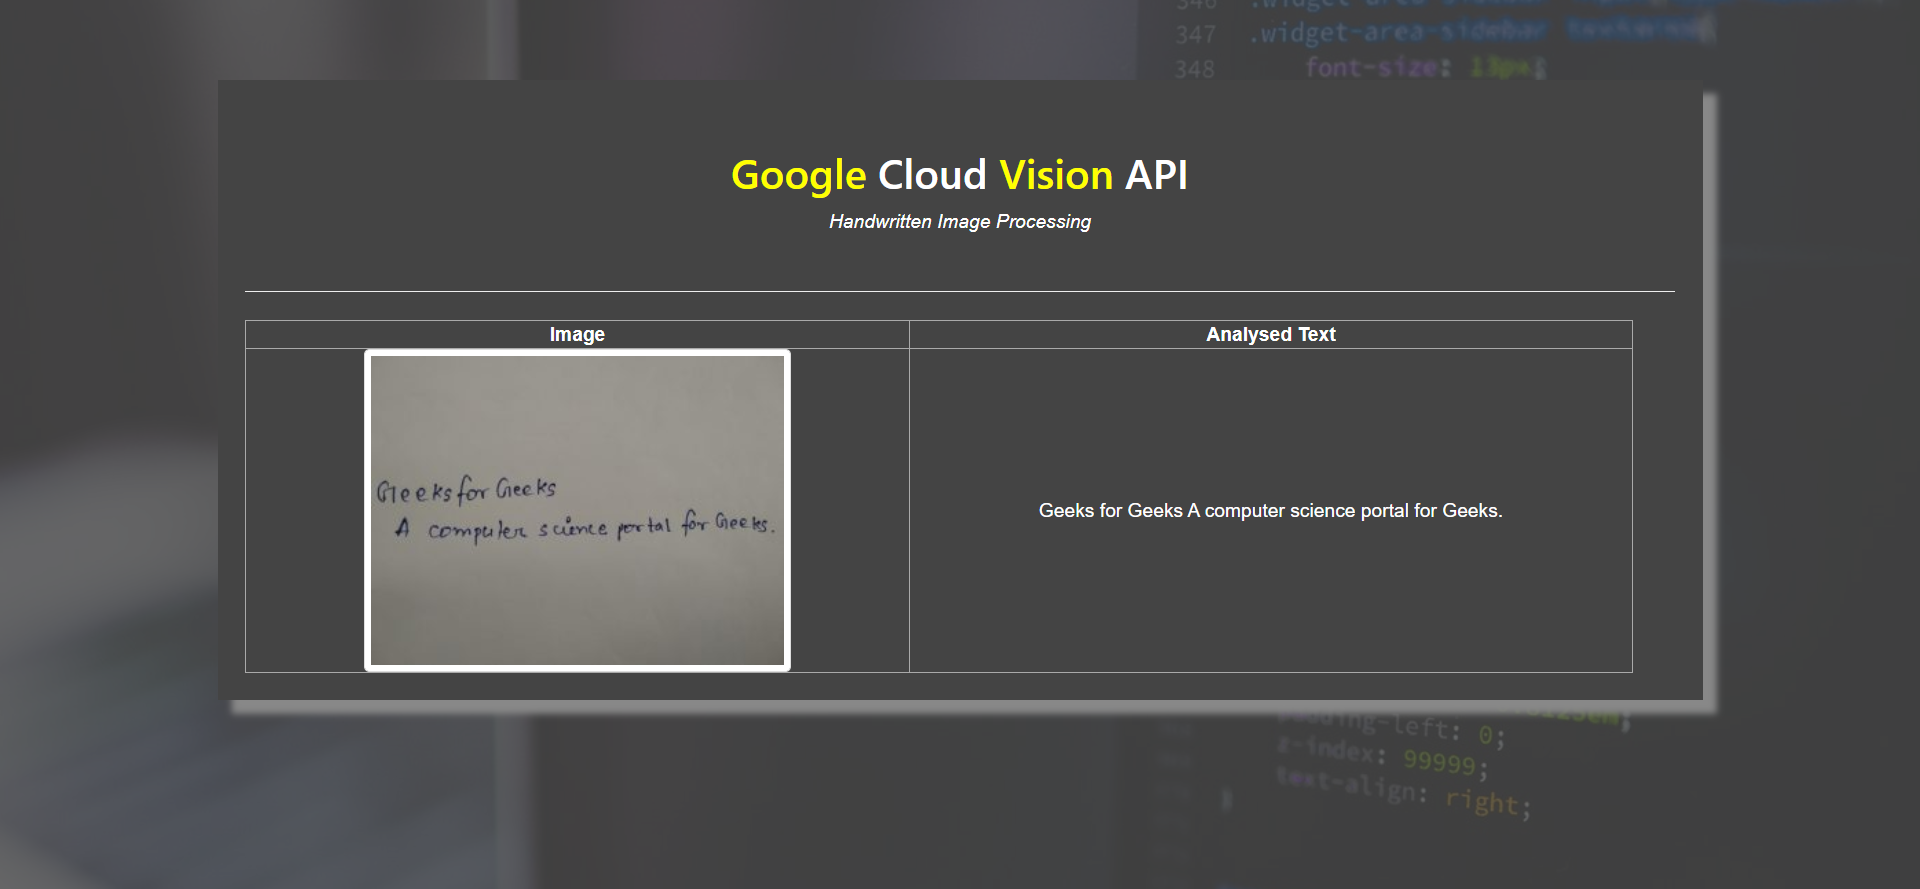 346
347 .widget-area-sidebar
348 font-size: 13px;
Google Cloud Vision API
Handwritten Image Processing
Image Analysed Text
Geeks for Geeks
A computer science portal for Geeks.
Geeks for Geeks A computer science portal for Geeks.
padding-left: 0;
z-index: 99999;
text-align: right;
}